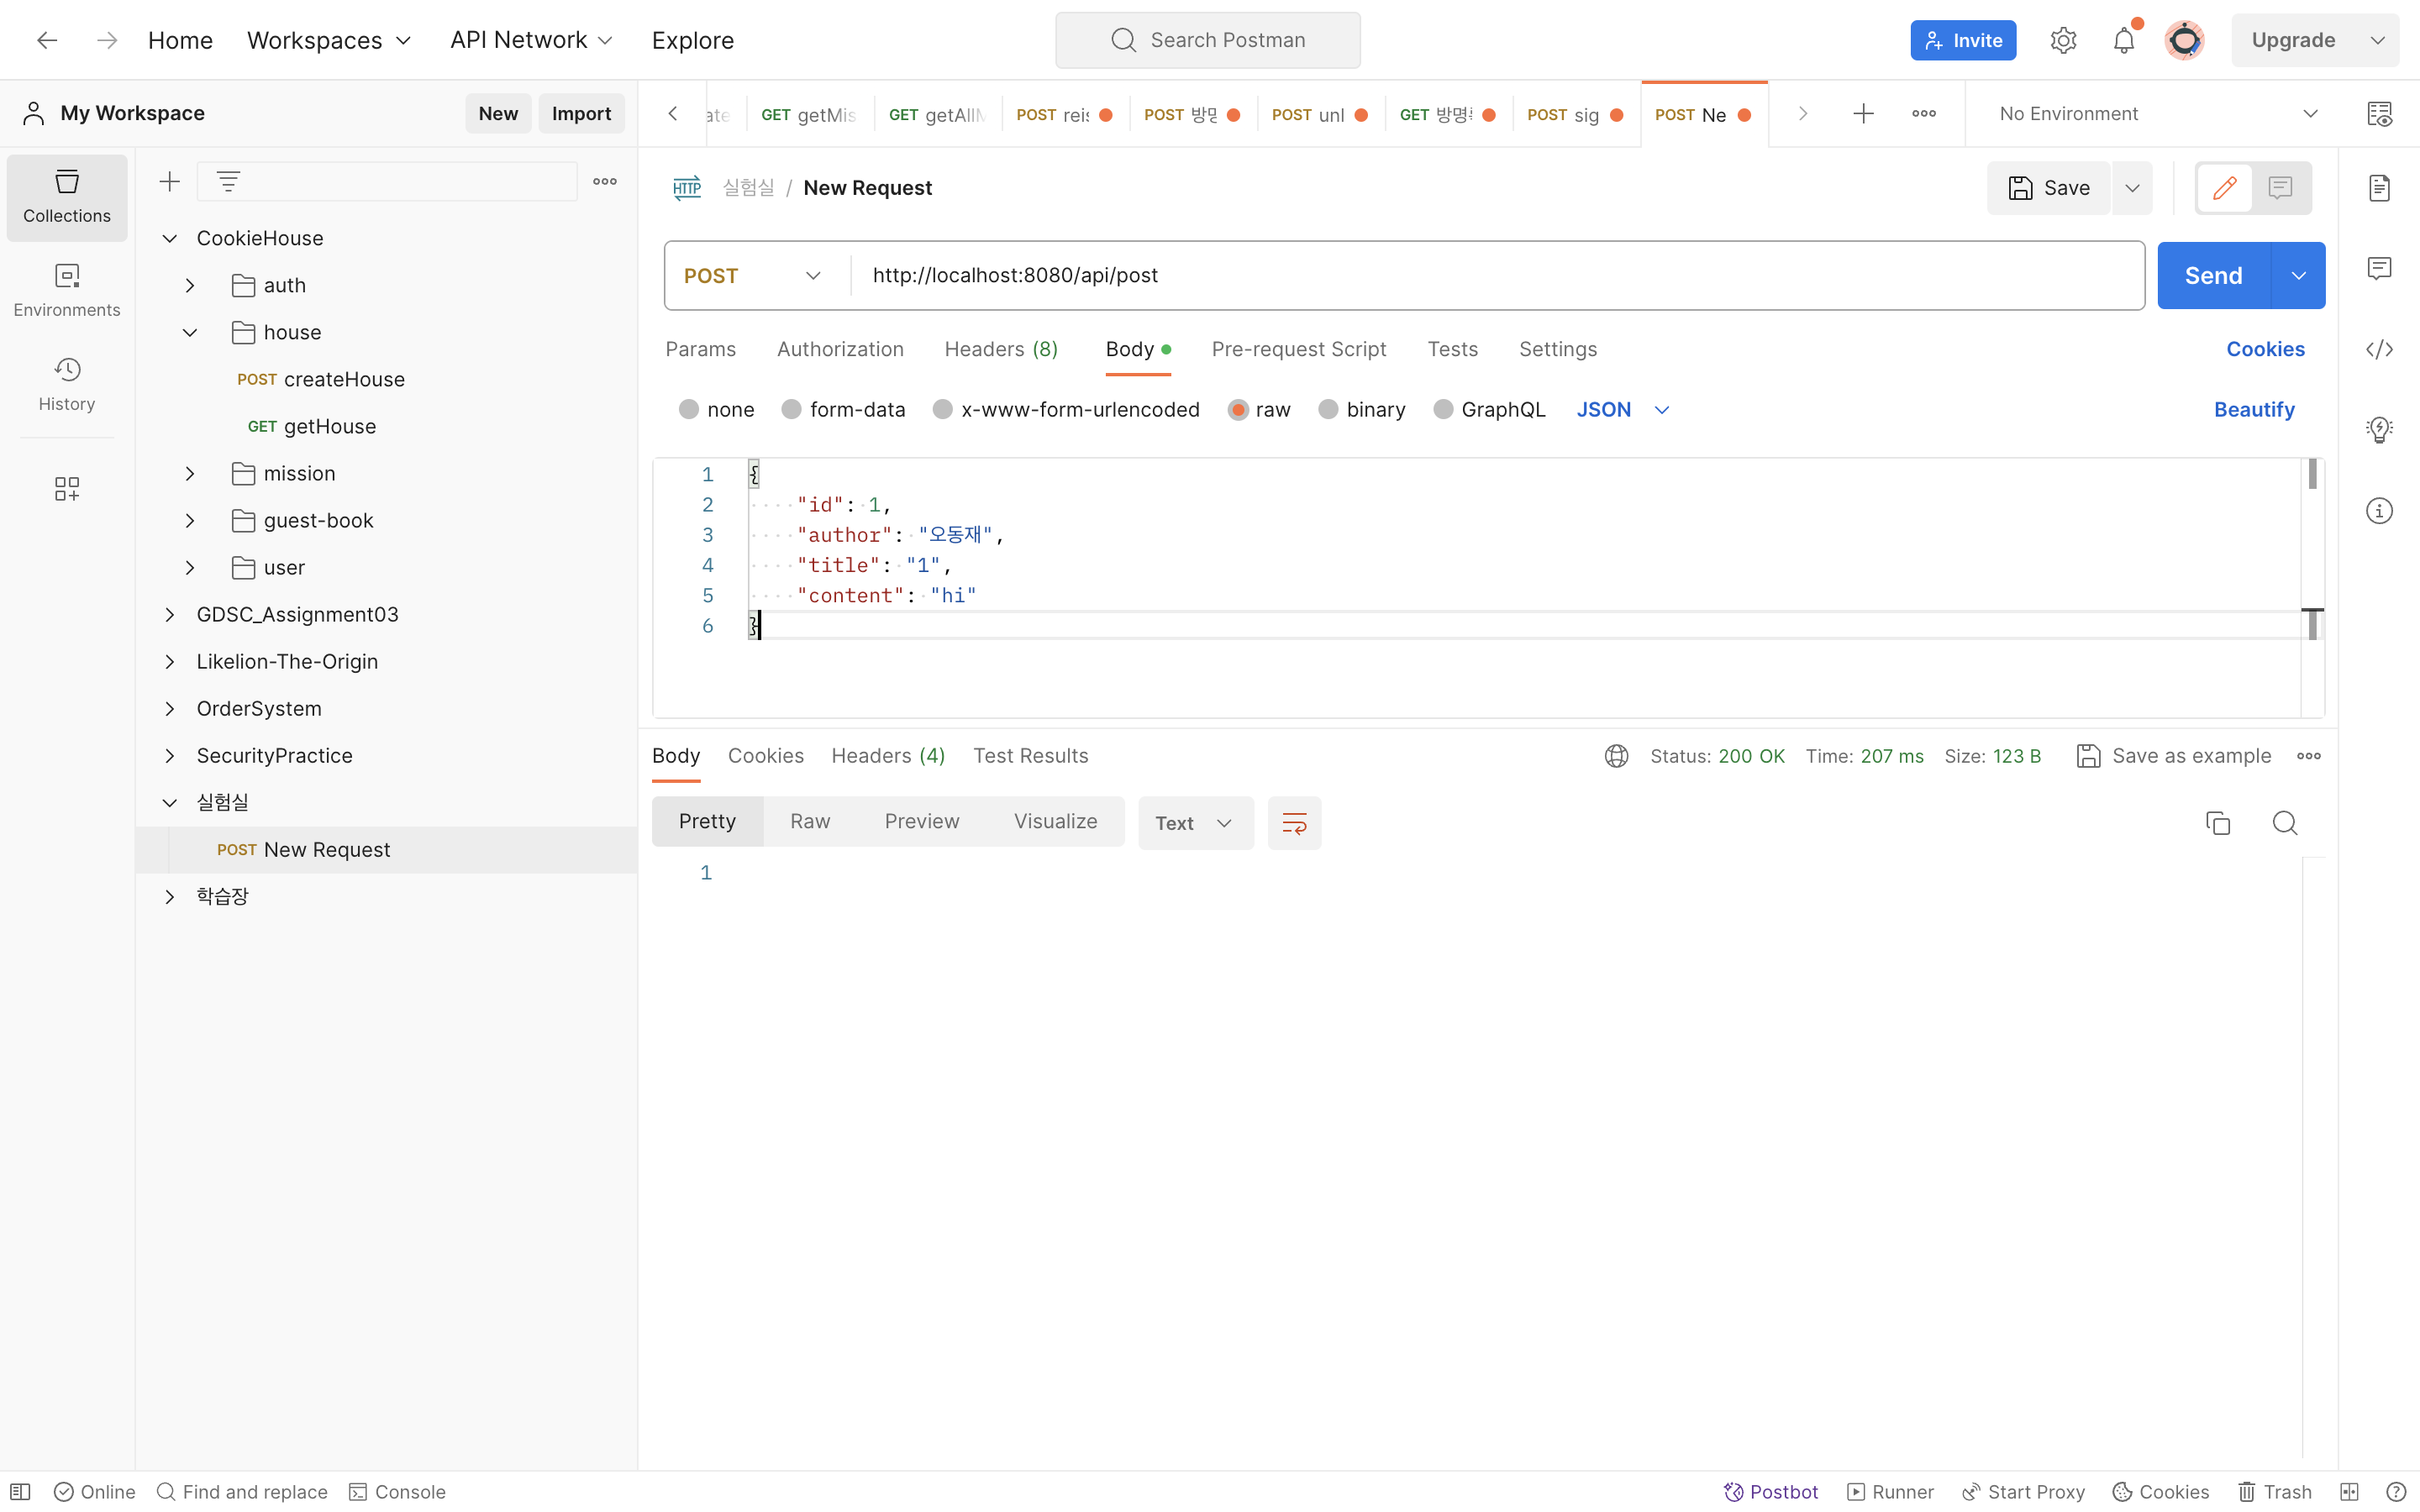 Home Workspaces API Network Explore Search Postman Invite Upgrade
My Workspace New Import
GET getMis GET getAllM POST reis POST 방명 POST unl GET 방명 POST sig POST Ne No Environment
Collections
Environments
History
CookieHouse
auth
house
POST createHouse
GET getHouse
mission
guest-book
user
GDSC_Assignment03
Likelion-The-Origin
OrderSystem
SecurityPractice
실험실
POST New Request
학습장
HTTP 실험실 / New Request Save
POST http://localhost:8080/api/post Send
Params Authorization Headers (8) Body Pre-request Script Tests Settings Cookies
none form-data x-www-form-urlencoded raw binary GraphQL JSON Beautify
1 {
2 "id": 1,
3 "author": "오동재",
4 "title": "1",
5 "content": "hi"
6 }
Body Cookies Headers (4) Test Results Status: 200 OK Time: 207 ms Size: 123 B Save as example
Pretty Raw Preview Visualize Text
1
Online Find and replace Console Postbot Runner Start Proxy Cookies Trash